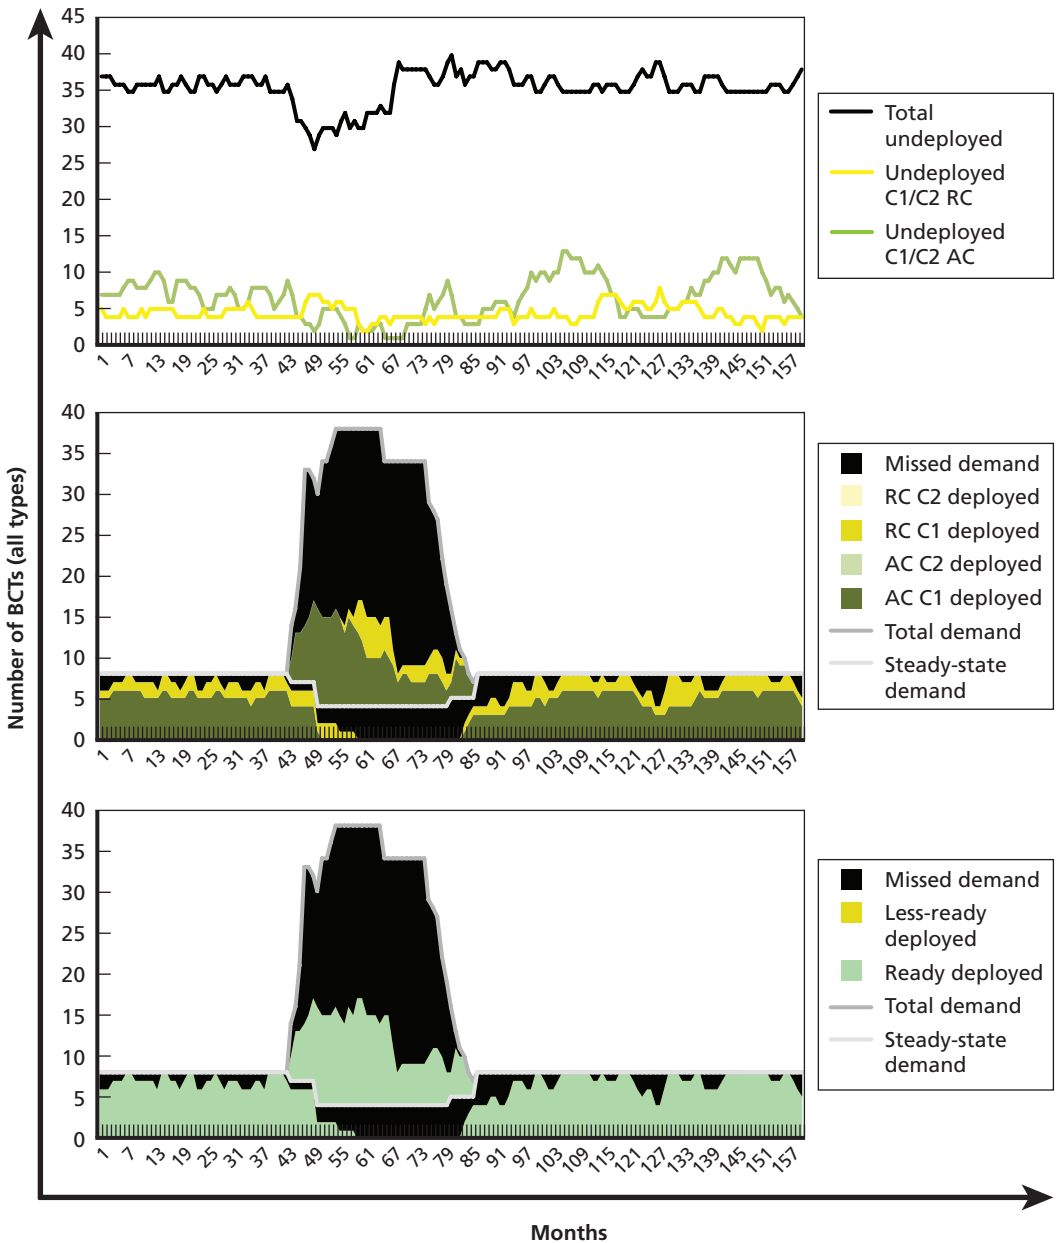 Number of BCTs (all types)
45
40
35
30
25
20
15
10
5
0
1 7 13 19 25 31 37 43 49 55 61 67 73 79 85 91 97 103 109 115 121 127 133 139 145 151 157
Total
undeployed
Undeployed
C1/C2 RC
Undeployed
C1/C2 AC
40
35
30
25
20
15
10
5
0
1 7 13 19 25 31 37 43 49 55 61 67 73 79 85 91 97 103 109 115 121 127 133 139 145 151 157
Missed demand
RC C2 deployed
RC C1 deployed
AC C2 deployed
AC C1 deployed
Total demand
Steady-state
demand
40
35
30
25
20
15
10
5
0
1 7 13 19 25 31 37 43 49 55 61 67 73 79 85 91 97 103 109 115 121 127 133 139 145 151 157
Missed demand
Less-ready
deployed
Ready deployed
Total demand
Steady-state
demand
Months